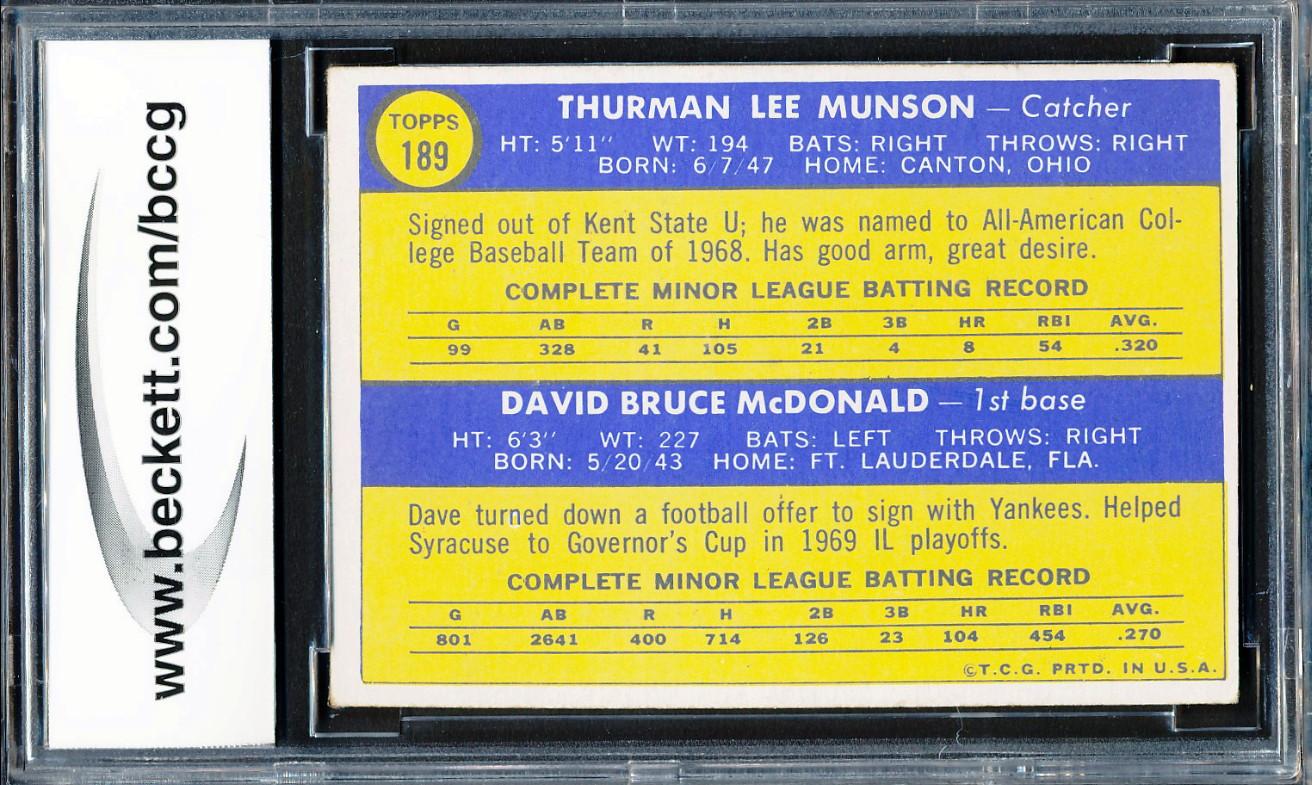 www.beckett.com/bccg
TOPPS
189
THURMAN LEE MUNSON — Catcher
HT: 5'11" WT: 194 BATS: RIGHT THROWS: RIGHT
BORN: 6/7/47 HOME: CANTON, OHIO
Signed out of Kent State U; he was named to All-American Col-
lege Baseball Team of 1968. Has good arm, great desire.
COMPLETE MINOR LEAGUE BATTING RECORD
G AB R H 2B 3B HR RBI AVG.
99 328 41 105 21 4 8 54 .320
DAVID BRUCE McDONALD — 1st base
HT: 6'3" WT: 227 BATS: LEFT THROWS: RIGHT
BORN: 5/20/43 HOME: FT. LAUDERDALE, FLA.
Dave turned down a football offer to sign with Yankees. Helped
Syracuse to Governor's Cup in 1969 IL playoffs.
COMPLETE MINOR LEAGUE BATTING RECORD
G AB R H 2B 3B HR RBI AVG.
801 2641 400 714 126 23 104 454 .270
©T.C.G. PRTD. IN U.S.A.